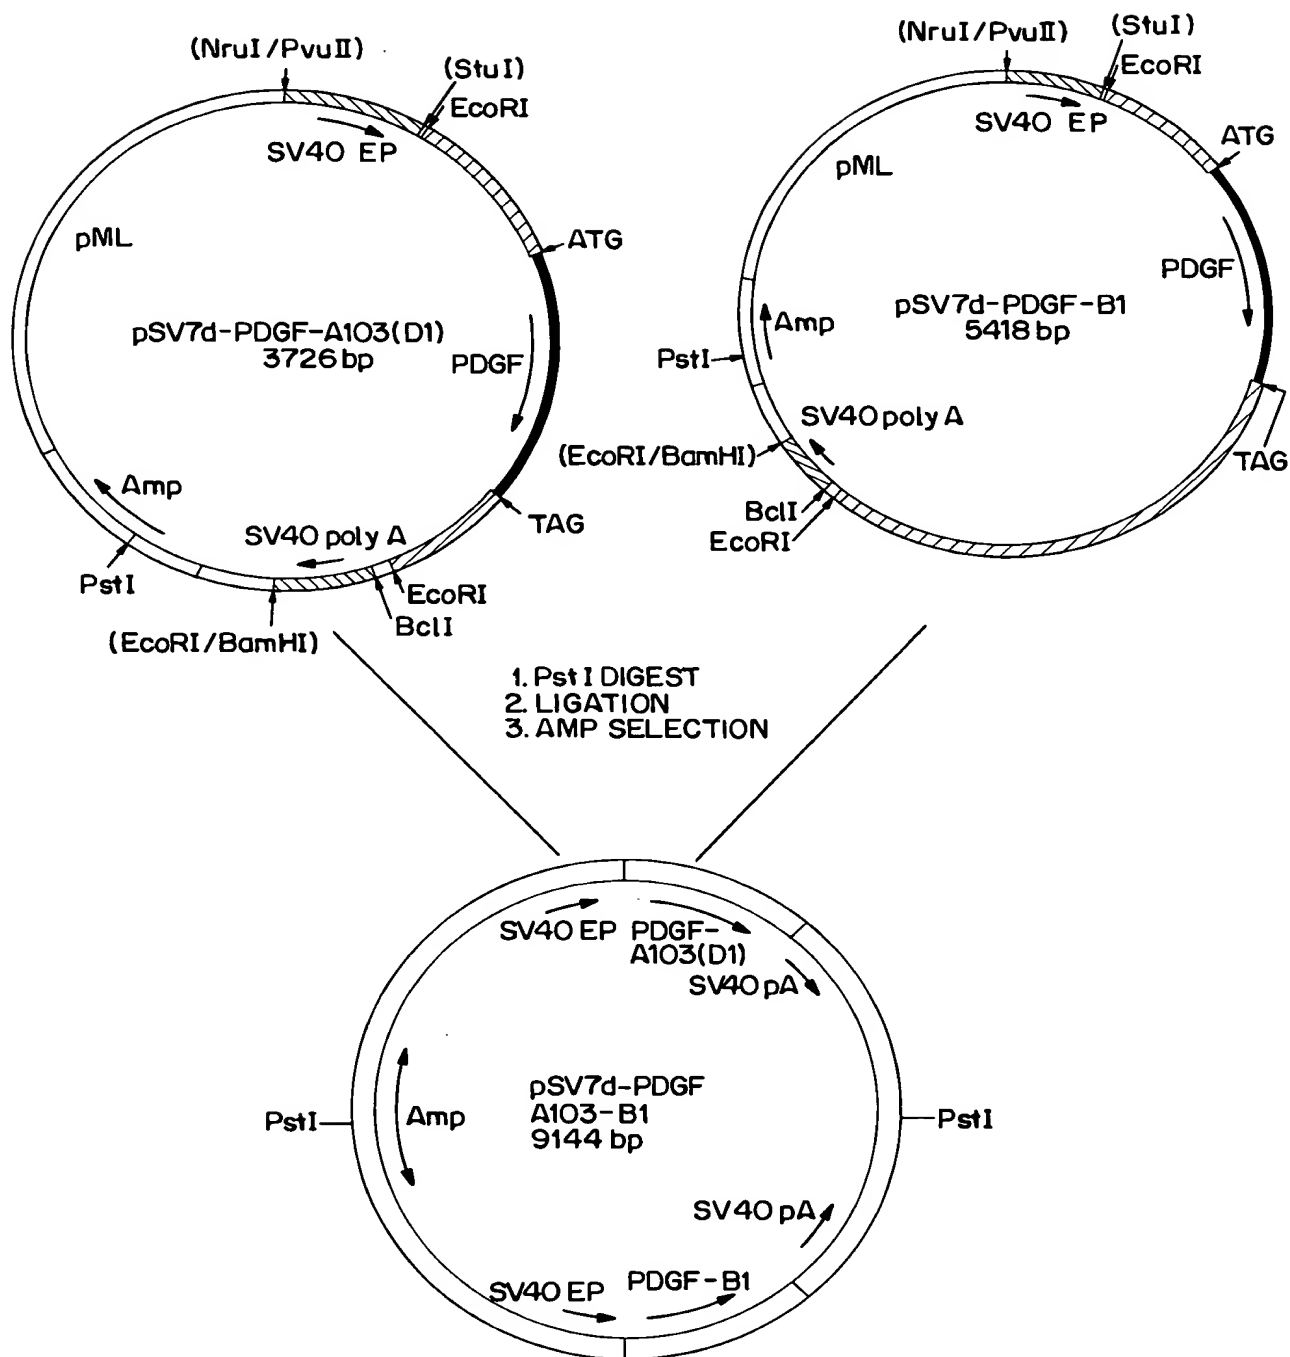 (NruI/PvuII)
(StuI)
EcoRI
SV40 EP
pML
ATG
pSV7d-PDGF-A103(D1)
3726 bp
PDGF
Amp
SV40 poly A
TAG
PstI
EcoRI
BclI
(EcoRI/BamHI)
(NruI/PvuII)
(StuI)
EcoRI
SV40 EP
ATG
pML
PDGF
pSV7d-PDGF-B1
5418 bp
Amp
PstI
SV40 poly A
(EcoRI/BamHI)
TAG
BclI
EcoRI
1. Pst I DIGEST
2. LIGATION
3. AMP SELECTION
SV40 EP
PDGF-
A103(D1)
SV40 pA
PstI
Amp
pSV7d-PDGF
A103-B1
9144 bp
PstI
SV40 pA
SV40 EP
PDGF-B1